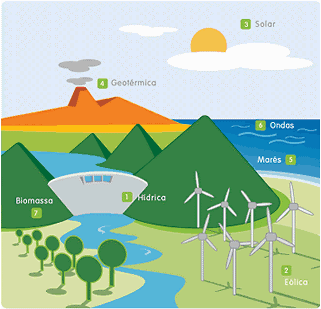 3 Solar
4 Geotérmica
6 Ondas
Marés 5
1 Hídrica
Biomassa
7
2
Eólica